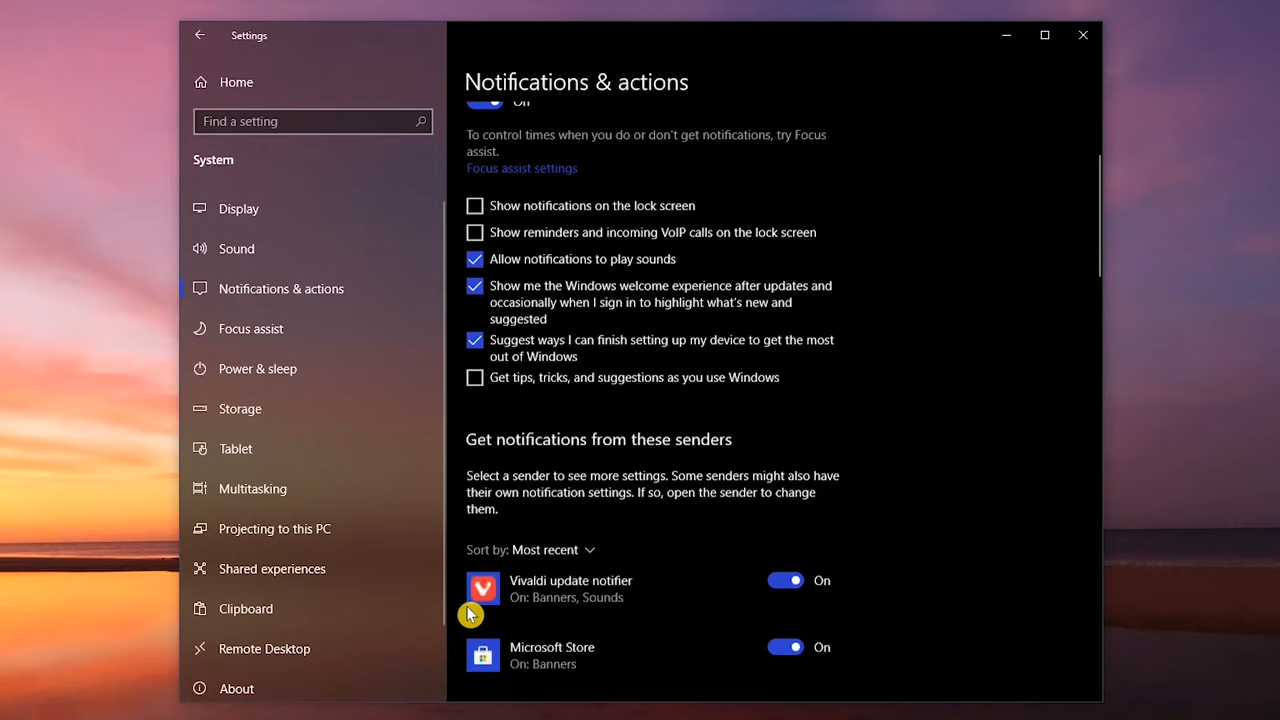 Settings
Home
Find a setting
System
Display
Sound
Notifications & actions
Focus assist
Power & sleep
Storage
Tablet
Multitasking
Projecting to this PC
Shared experiences
Clipboard
Remote Desktop
About
Notifications & actions
On
To control times when you do or don't get notifications, try Focus
assist.
Focus assist settings
Show notifications on the lock screen
Show reminders and incoming VoIP calls on the lock screen
Allow notifications to play sounds
Show me the Windows welcome experience after updates and
occasionally when I sign in to highlight what's new and
suggested
Suggest ways I can finish setting up my device to get the most
out of Windows
Get tips, tricks, and suggestions as you use Windows
Get notifications from these senders
Select a sender to see more settings. Some senders might also have
their own notification settings. If so, open the sender to change
them.
Sort by: Most recent
Vivaldi update notifier
On: Banners, Sounds
On
Microsoft Store
On: Banners
On